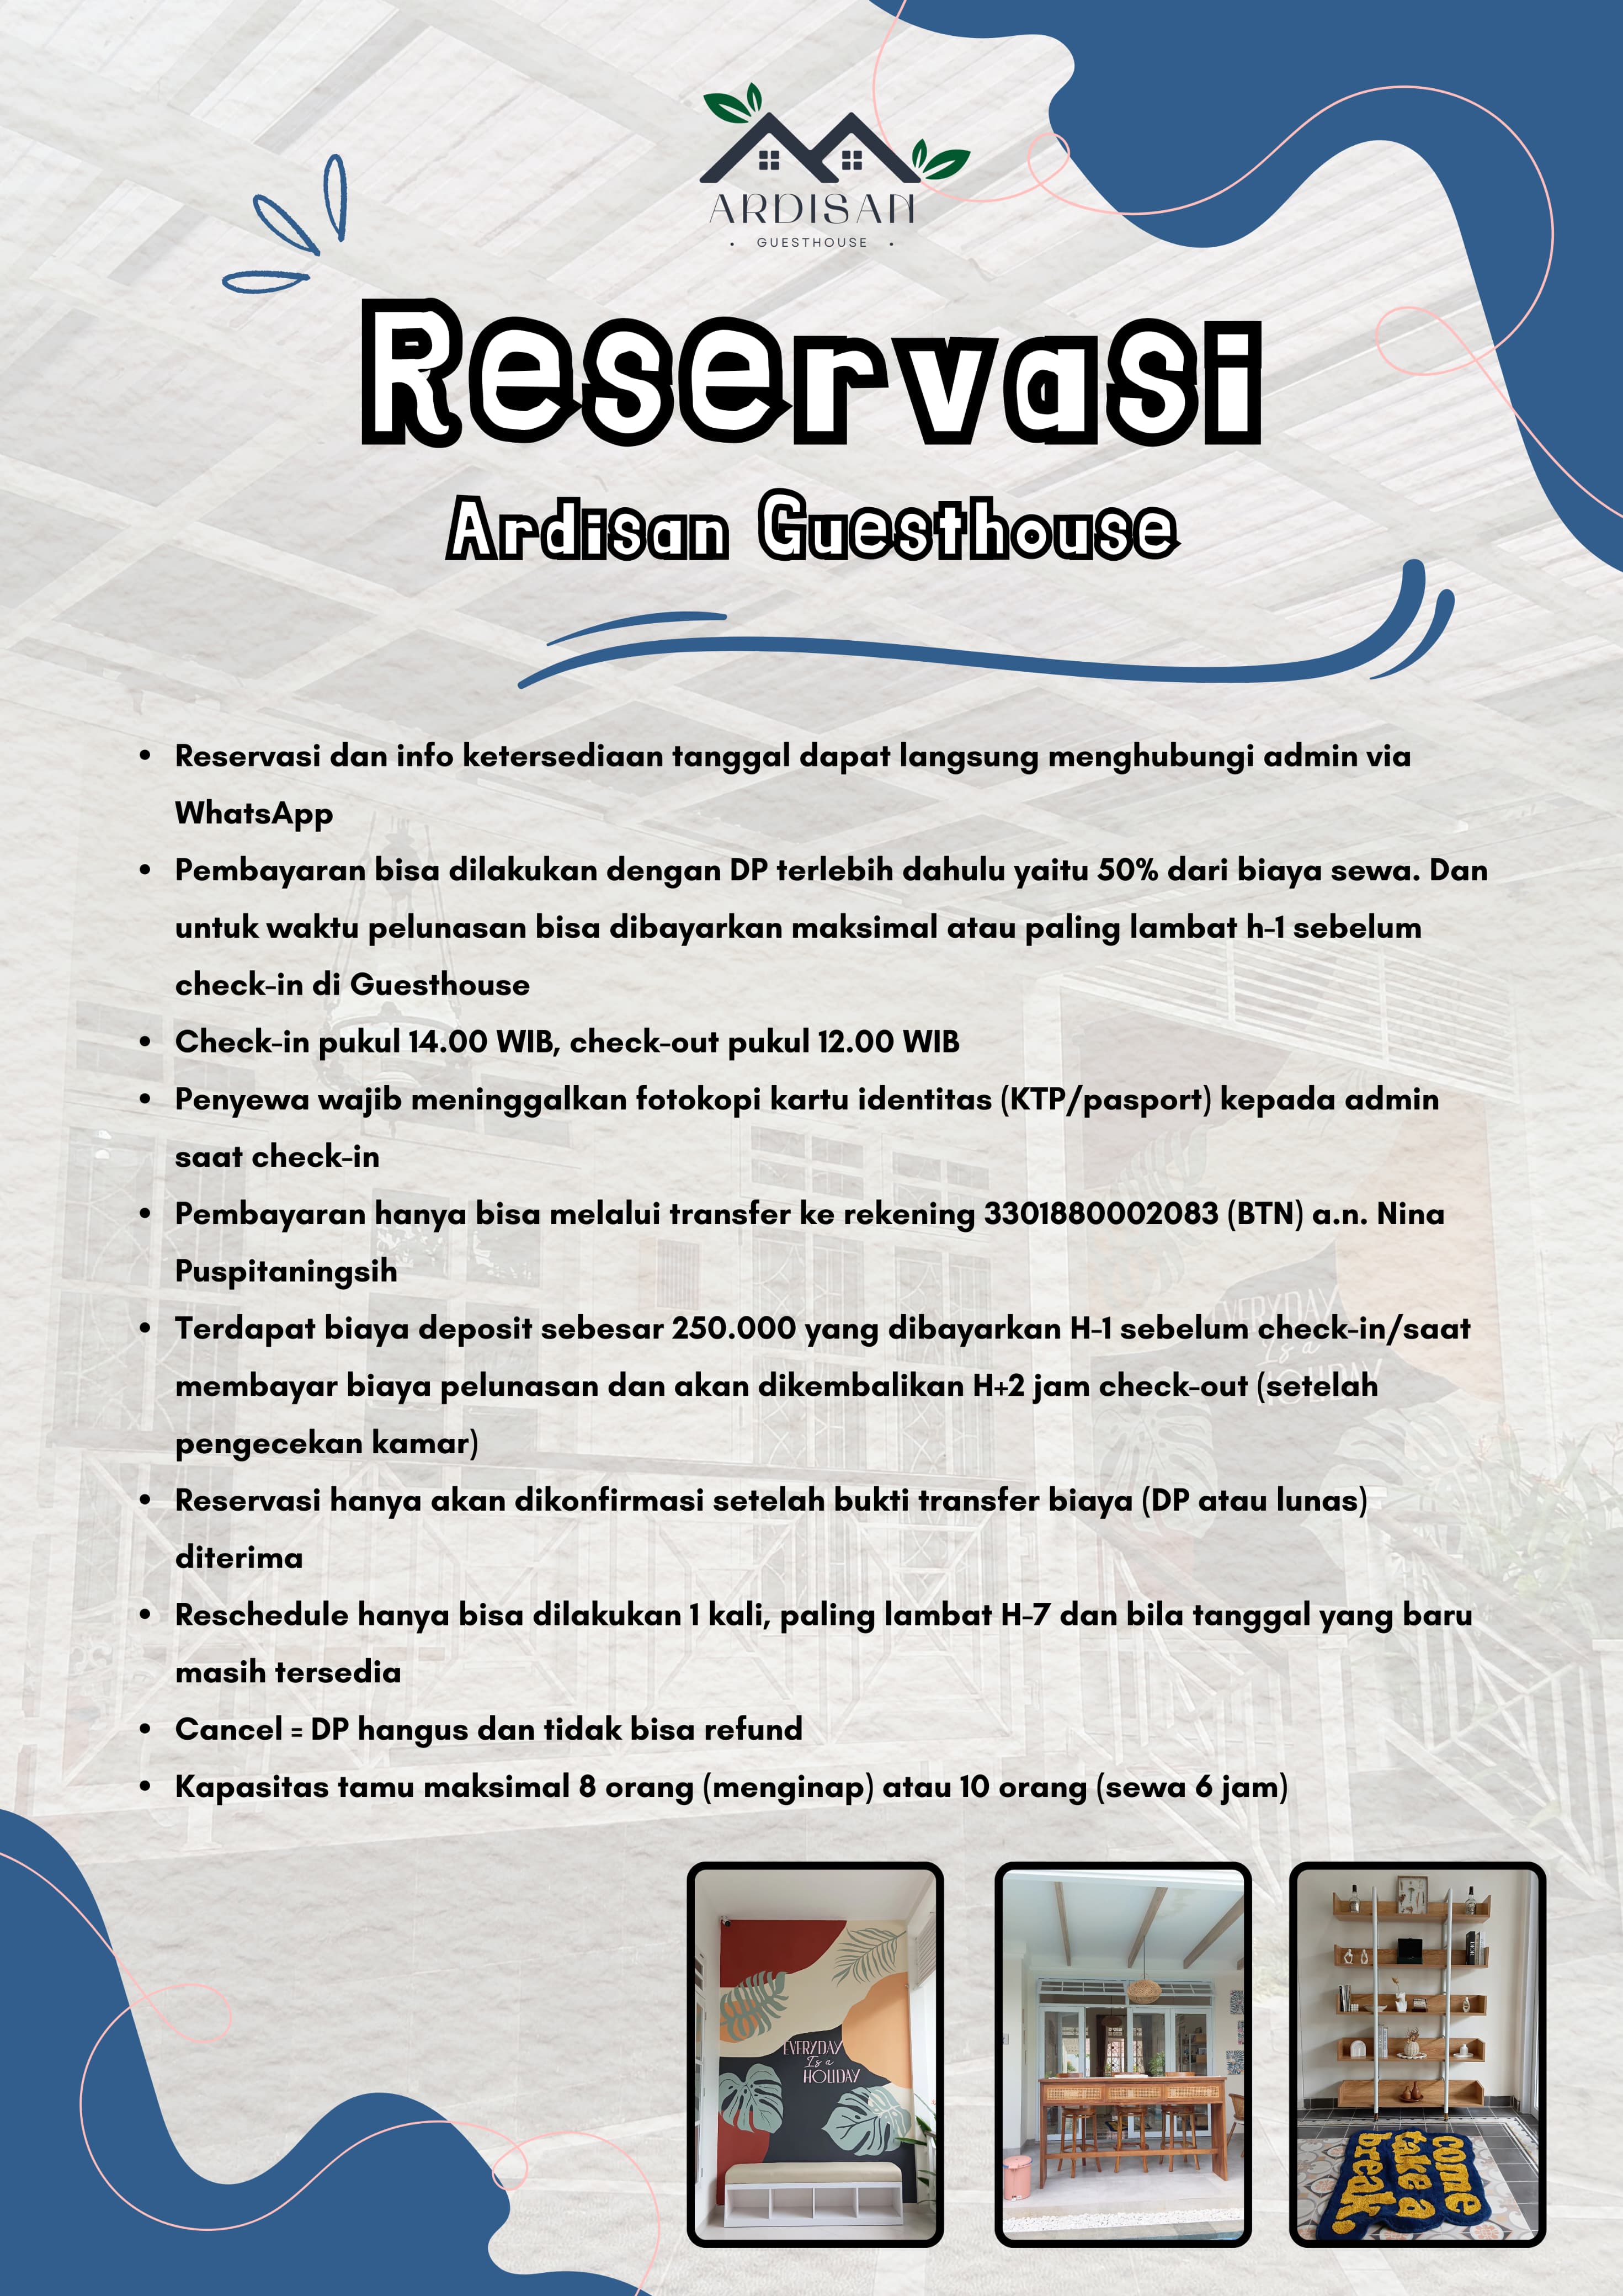 ARDISAN
GUESTHOUSE
Reservasi
Ardisan Guesthouse
• Reservasi dan info ketersediaan tanggal dapat langsung menghubungi admin via
WhatsApp
• Pembayaran bisa dilakukan dengan DP terlebih dahulu yaitu 50% dari biaya sewa. Dan
untuk waktu pelunasan bisa dibayarkan maksimal atau paling lambat h-1 sebelum
check-in di Guesthouse
• Check-in pukul 14.00 WIB, check-out pukul 12.00 WIB
• Penyewa wajib meninggalkan fotokopi kartu identitas (KTP/pasport) kepada admin
saat check-in
• Pembayaran hanya bisa melalui transfer ke rekening 3301880002083 (BTN) a.n. Nina
Puspitaningsih
• Terdapat biaya deposit sebesar 250.000 yang dibayarkan H-1 sebelum check-in/saat
membayar biaya pelunasan dan akan dikembalikan H+2 jam check-out (setelah
pengecekan kamar)
• Reservasi hanya akan dikonfirmasi setelah bukti transfer biaya (DP atau lunas)
diterima
• Reschedule hanya bisa dilakukan 1 kali, paling lambat H-7 dan bila tanggal yang baru
masih tersedia
• Cancel = DP hangus dan tidak bisa refund
• Kapasitas tamu maksimal 8 orang (menginap) atau 10 orang (sewa 6 jam)
EVERYDAY
Is a
HOLIDAY
EVERYDAY
Is a
HOLIDAY
come
take a
break.